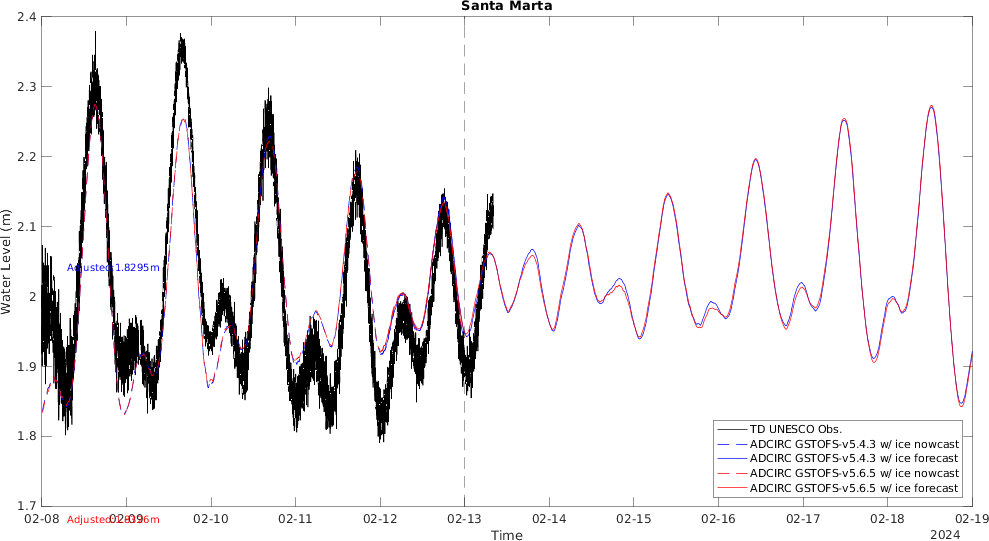 Santa Marta
2.4
2.3
2.2
2.1
2
1.9
1.8
1.7
Water Level (m)
Adjusted:1.8295m
TD UNESCO Obs.
ADCIRC GSTOFS-v5.4.3 w/ ice nowcast
ADCIRC GSTOFS-v5.4.3 w/ ice forecast
ADCIRC GSTOFS-v5.6.5 w/ ice nowcast
ADCIRC GSTOFS-v5.6.5 w/ ice forecast
02-08 02-09 02-10 02-11 02-12 02-13 02-14 02-15 02-16 02-17 02-18 02-19
Time
2024